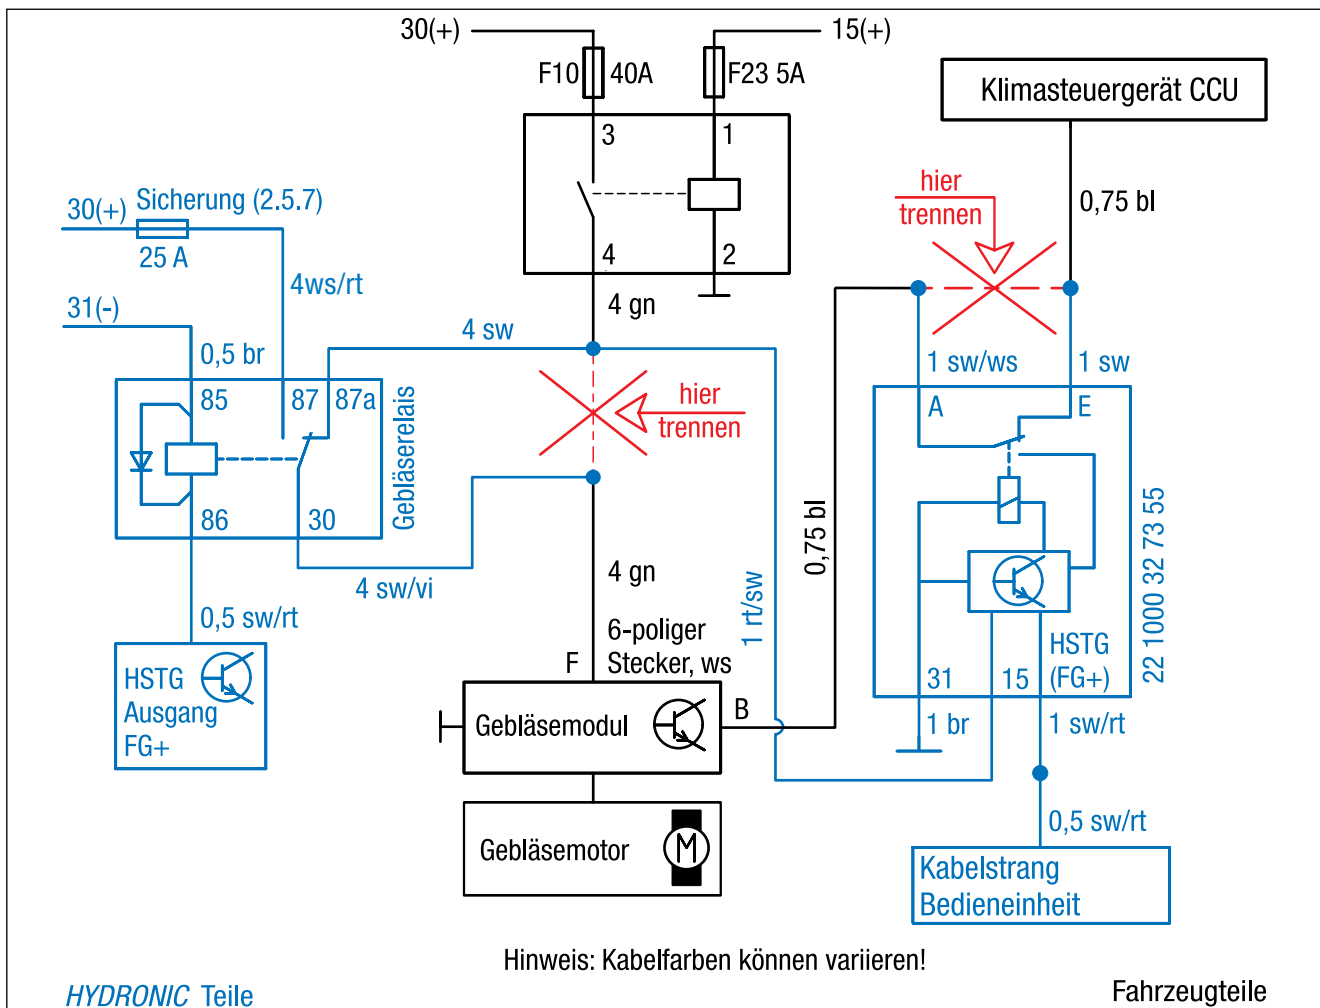 30(+)
15(+)
F10
40A
F23 5A
Klimasteuergerät CCU
3
1
4
2
hier
trennen
0,75 bl
Sicherung (2.5.7)
30(+)
25 A
4ws/rt
31(-)
0,5 br
4 sw
4 gn
1 sw/ws
1 sw
85
87
87a
86
30
Gebläserelais
hier
trennen
A
E
0,75 bl
22 1000 32 73 55
4 sw/vi
4 gn
1 rt/sw
0,5 sw/rt
6-poliger
Stecker, ws
F
HSTG
Ausgang
FG+
Gebläsemodul
B
31
15
HSTG
(FG+)
1 br
1 sw/rt
Gebläsemotor
M
0,5 sw/rt
Kabelstrang
Bedieneinheit
Hinweis: Kabelfarben können variieren!
HYDRONIC Teile
Fahrzeugteile